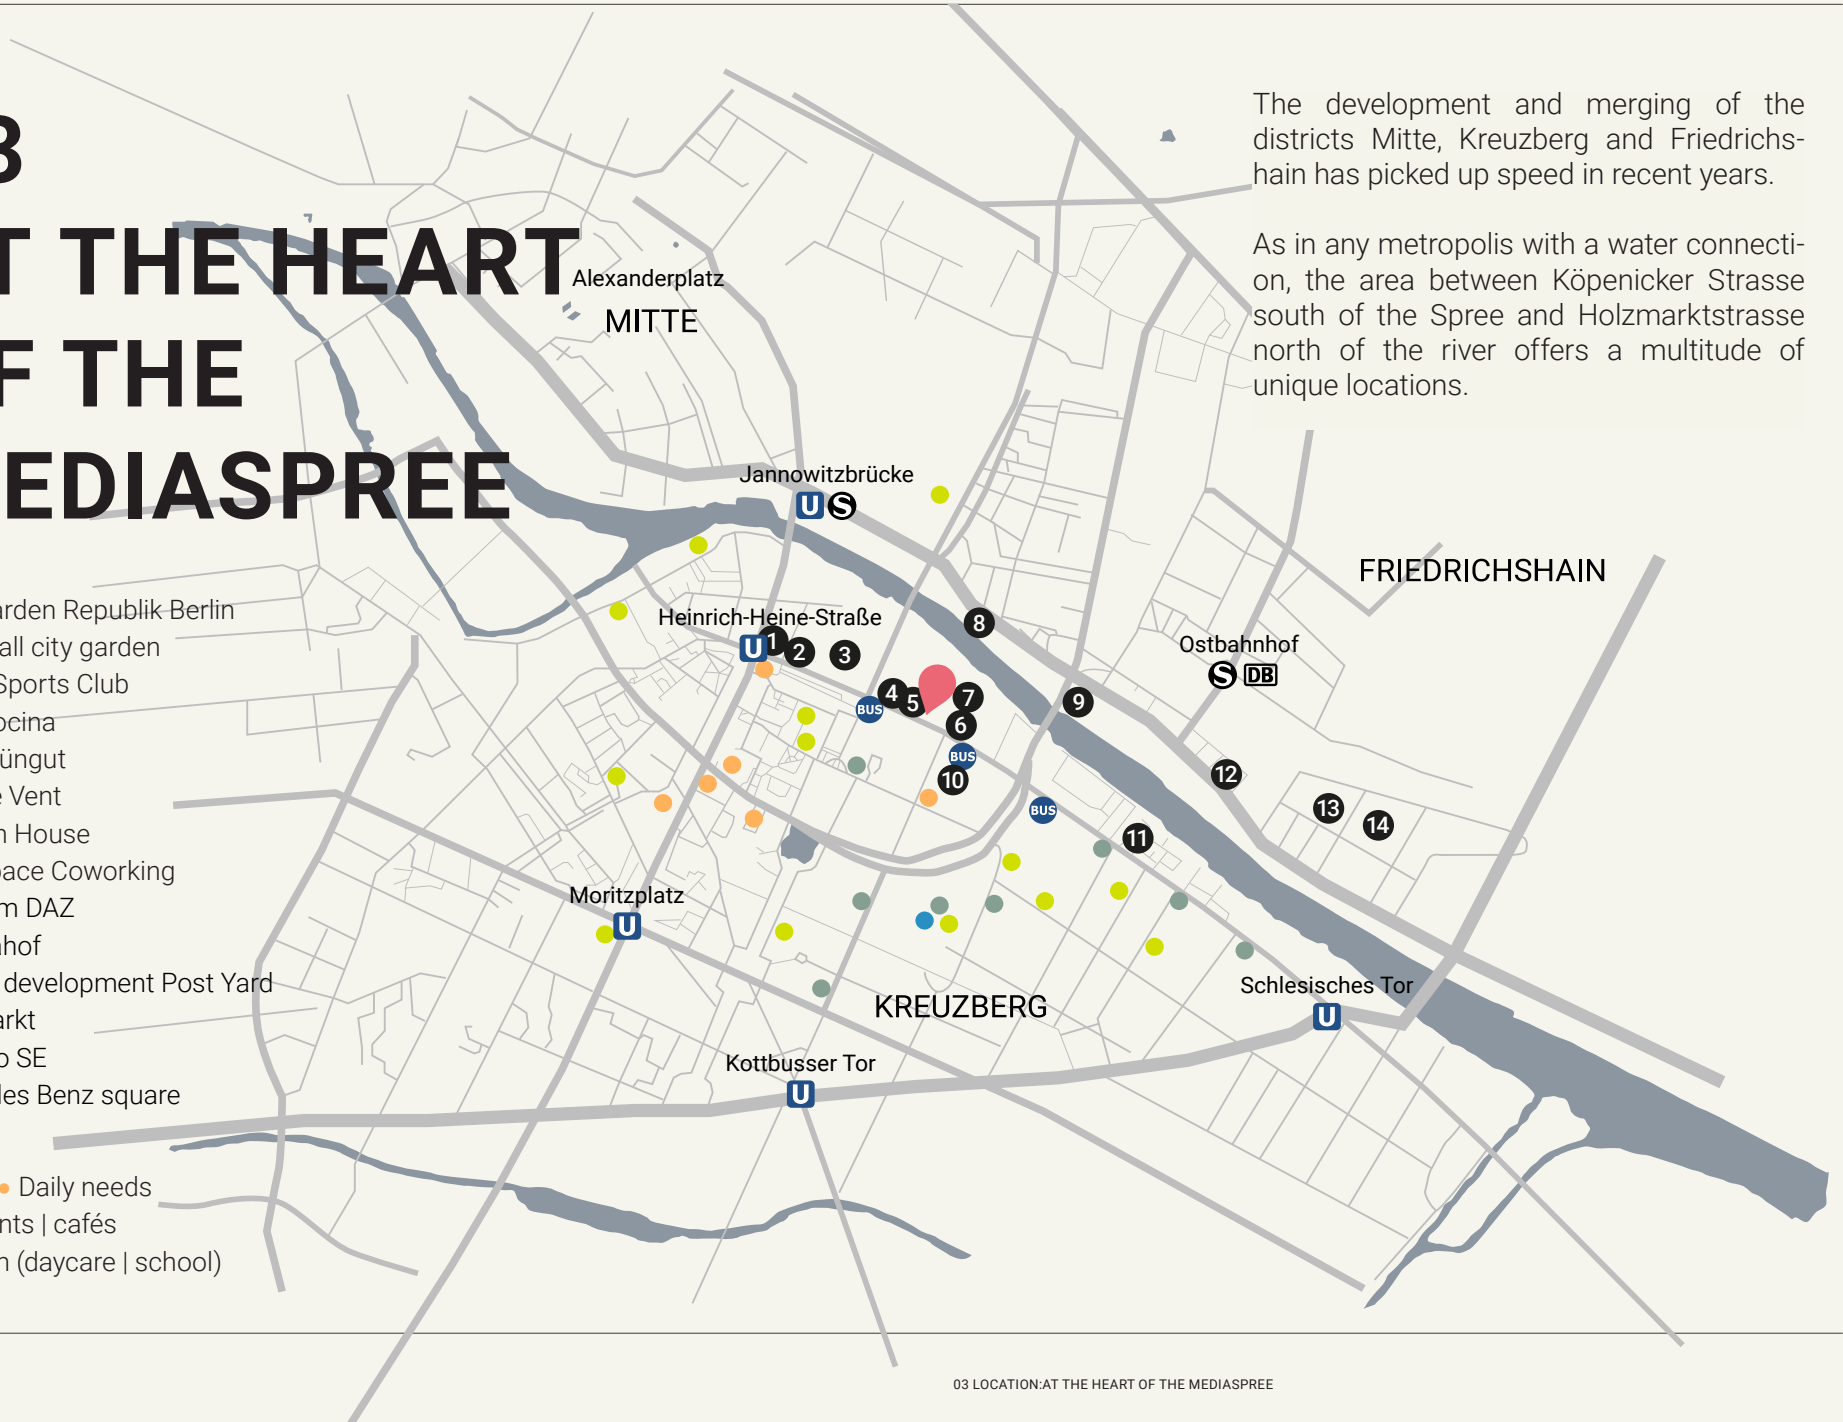 3
T THE HEART
F THE
EDIASPREE
The development and merging of the
districts Mitte, Kreuzberg and Friedrichs-
hain has picked up speed in recent years.
As in any metropolis with a water connecti-
on, the area between Köpenicker Strasse
south of the Spree and Holzmarktstrasse
north of the river offers a multitude of
unique locations.
arden Republik Berlin
all city garden
Sports Club
ocina
üngut
e Vent
n House
pace Coworking
m DAZ
nhof
development Post Yard
arkt
o SE
des Benz square
Daily needs
nts | cafés
n (daycare | school)
Alexanderplatz
MITTE
Jannowitzbrücke
U S
FRIEDRICHSHAIN
Heinrich-Heine-Straße
U 1 2 3
8
Ostbahnhof
S DB
BUS 4 5 7
6
9
BUS
10
12
BUS
13
14
11
Moritzplatz
U
Schlesisches Tor
U
KREUZBERG
Kottbusser Tor
U
03 LOCATION:AT THE HEART OF THE MEDIASPREE